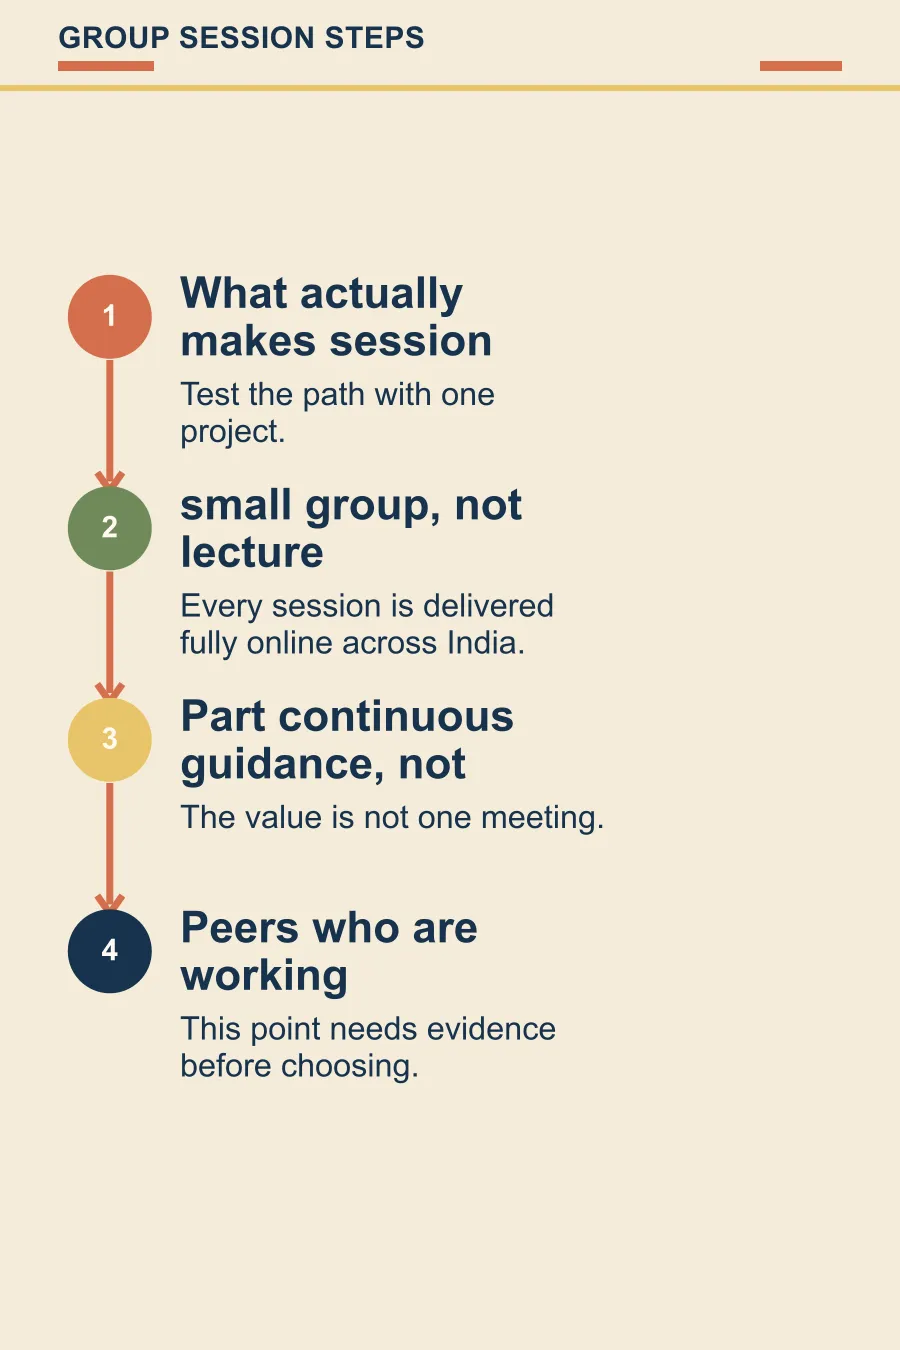 GROUP SESSION STEPS
1
What actually
makes session
Test the path with one
project.
2
small group, not
lecture
Every session is delivered
fully online across India.
3
Part continuous
guidance, not
The value is not one meeting.
4
Peers who are
working
This point needs evidence
before choosing.